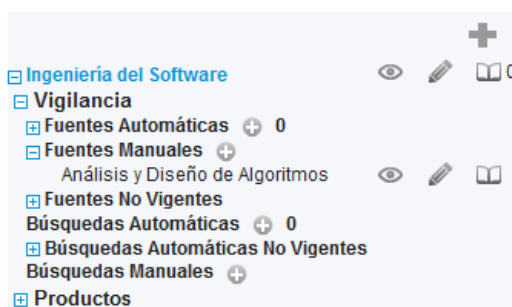 Ingeniería del Software 0
Vigilancia
Fuentes Automáticas 0
Fuentes Manuales
Análisis y Diseño de Algoritmos
Fuentes No Vigentes
Búsquedas Automáticas 0
Búsquedas Automáticas No Vigentes
Búsquedas Manuales
Productos